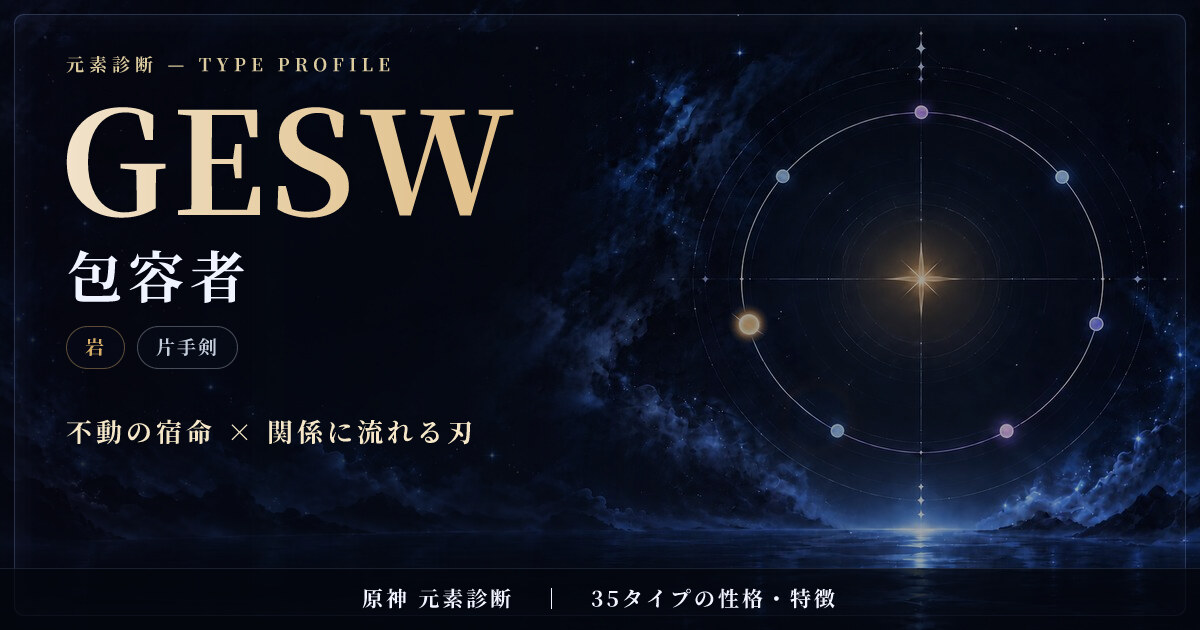 元素診断 — TYPE PROFILE
GESW
包容者
岩 片手剣
不動の宿命 × 関係に流れる刃
原神 元素診断 | 35タイプの性格・特徴